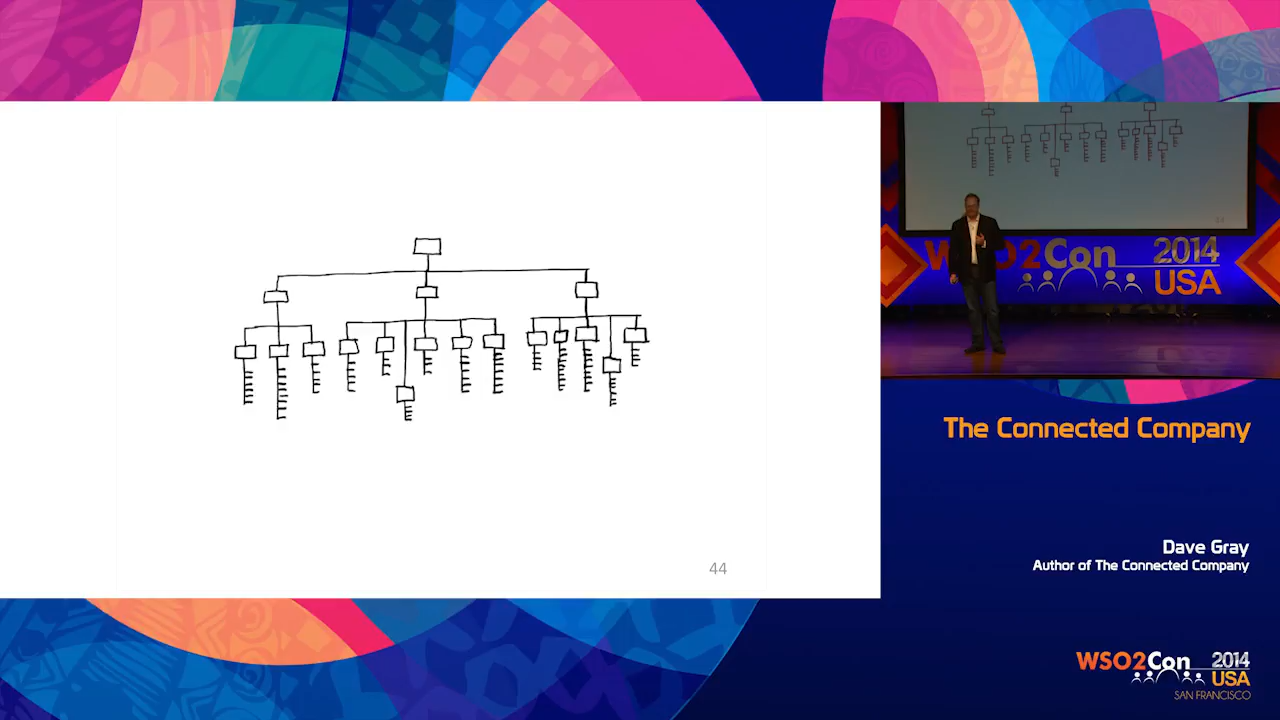 44
WSO2Con 2014
USA
The Connected Company
Dave Gray
Author of The Connected Company
WSO2Con 2014
USA
SAN FRANCISCO